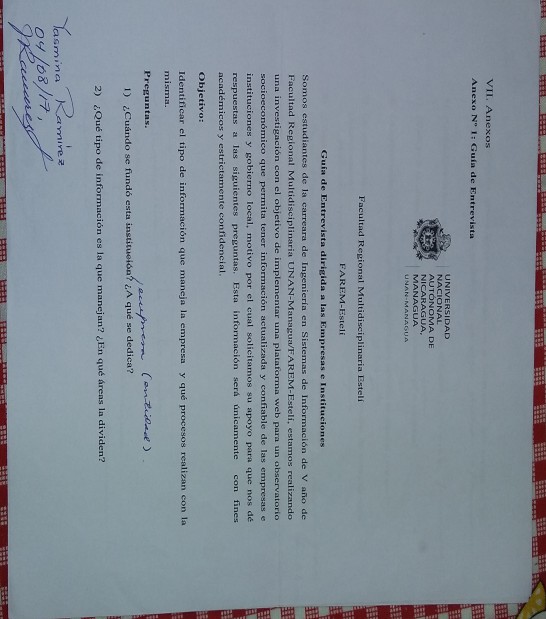 VII. Anexos
Anexo N° 1: Guía de Entrevista
UNIVERSIDAD
NACIONAL
AUTÓNOMA DE
NICARAGUA,
MANAGUA
UNAN-MANAGUA
Facultad Regional Multidisciplinaria Estelí
FAREM-Estelí
Guía de Entrevista dirigida a las Empresas e Instituciones
Somos estudiantes de la carreara de Ingeniería en Sistemas de Información de V año de
Facultad Regional Multidisciplinaria UNAN-Managua/FAREM-Estelí, estamos realizando
una investigación con el objetivo de implementar una Plataforma web para un observatorio
socioeconómico que permita tener información actualizada y confiable de las empresas e
instituciones y gobierno local, motivo por el cual solicitamos su apoyo para que nos dé
respuestas a las siguientes preguntas. Esta información será únicamente con fines
académicos y estrictamente confidencial.
Objetivo:
Identificar el tipo de información que maneja la empresa y qué procesos realizan con la
misma.
Preguntas.
empresa (entidad).
1) ¿Cuándo se fundó esta institución? ¿A qué se dedica?
2) ¿Qué tipo de información es la que manejan? ¿En qué áreas la dividen?
Yasmina Ramirez
04/08/17,